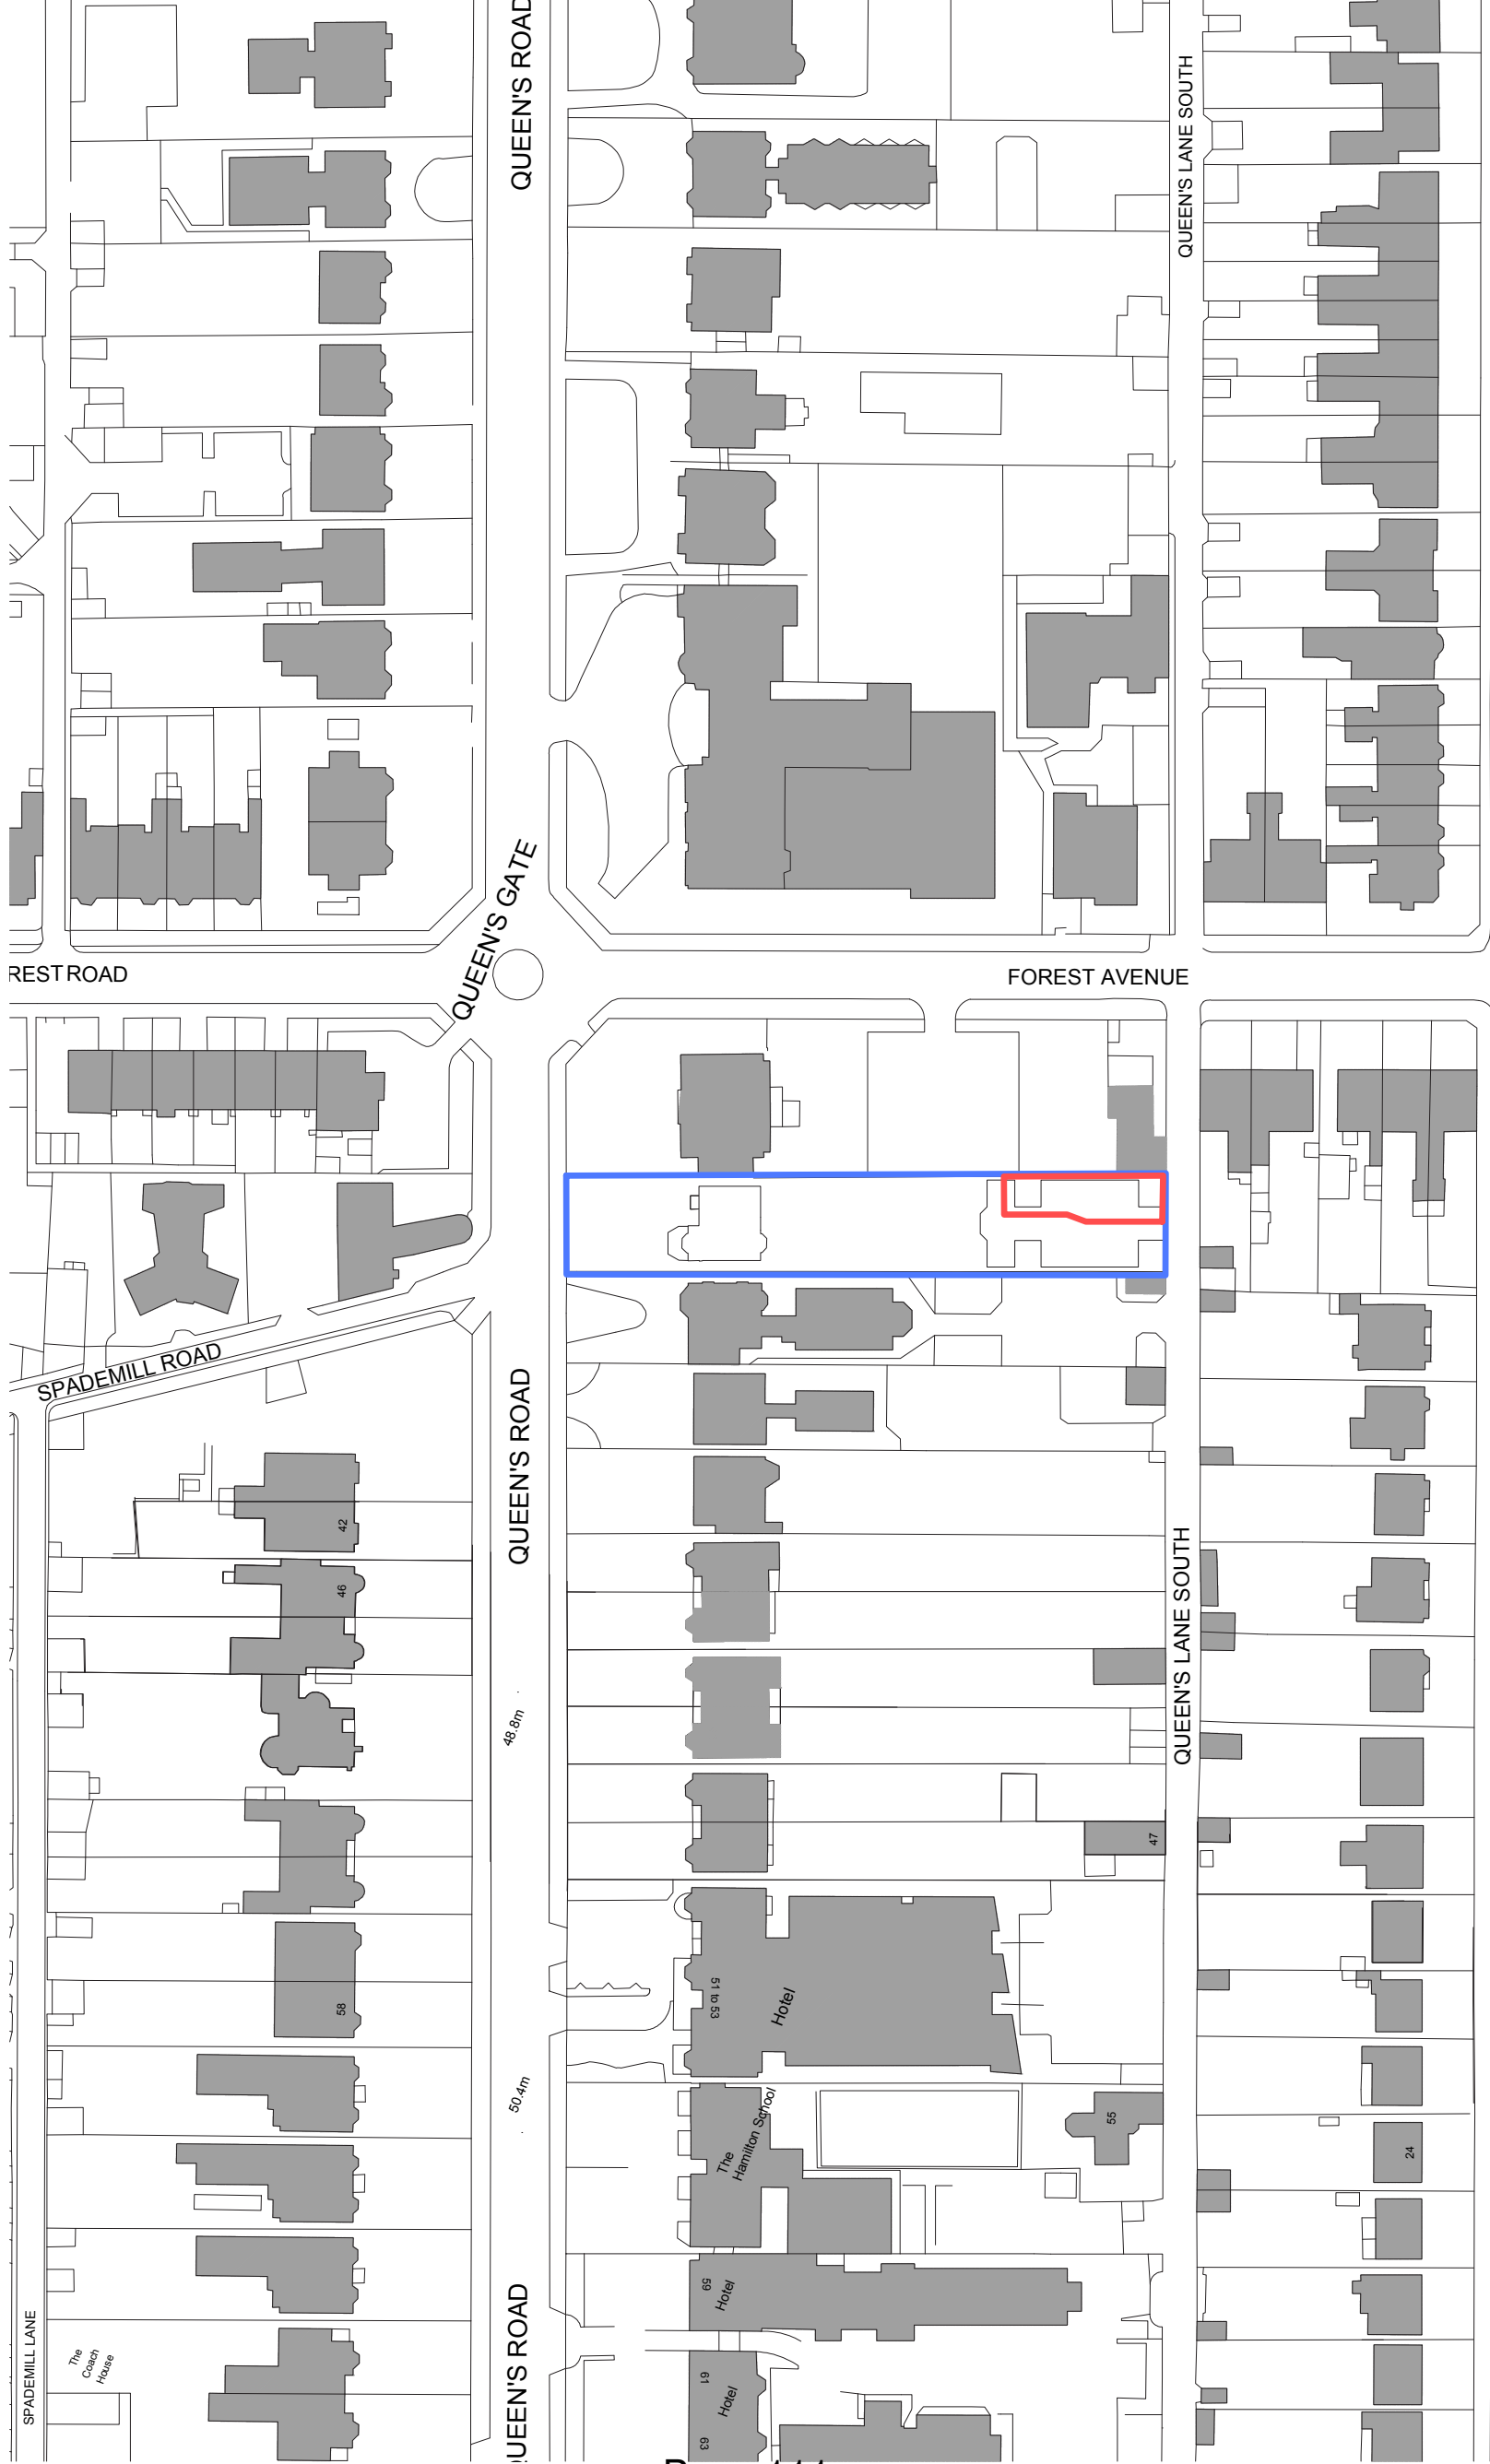 QUEEN'S ROAD
QUEEN'S LANE SOUTH
QUEEN'S GATE
REST ROAD
FOREST AVENUE
SPADEMILL ROAD
QUEEN'S ROAD
42
46
QUEEN'S LANE SOUTH
48.8m
47
58
51 to 53
Hotel
50.4m
The
Hamilton School
55
24
59
Hotel
QUEEN'S ROAD
SPADEMILL LANE
The
Coach
House
61
Hotel
63